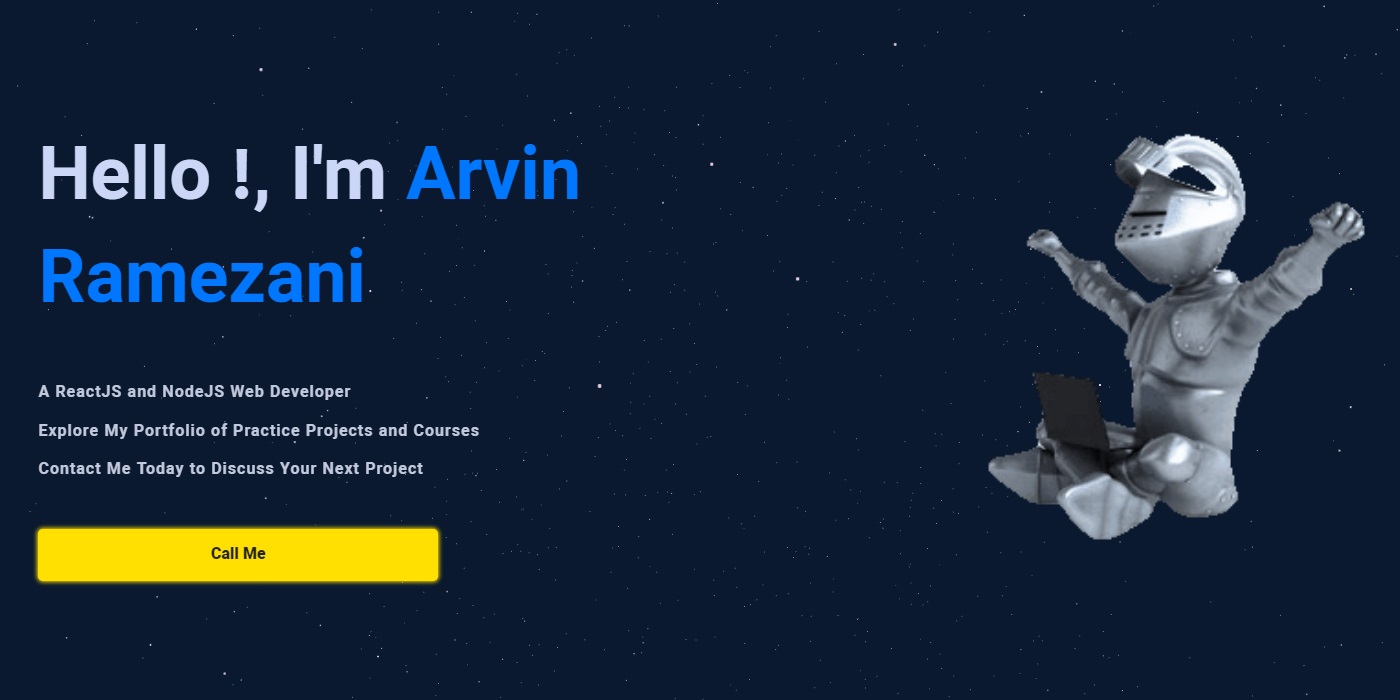 Hello !, I'm Arvin
Ramezani
A ReactJS and NodeJS Web Developer
Explore My Portfolio of Practice Projects and Courses
Contact Me Today to Discuss Your Next Project
Call Me